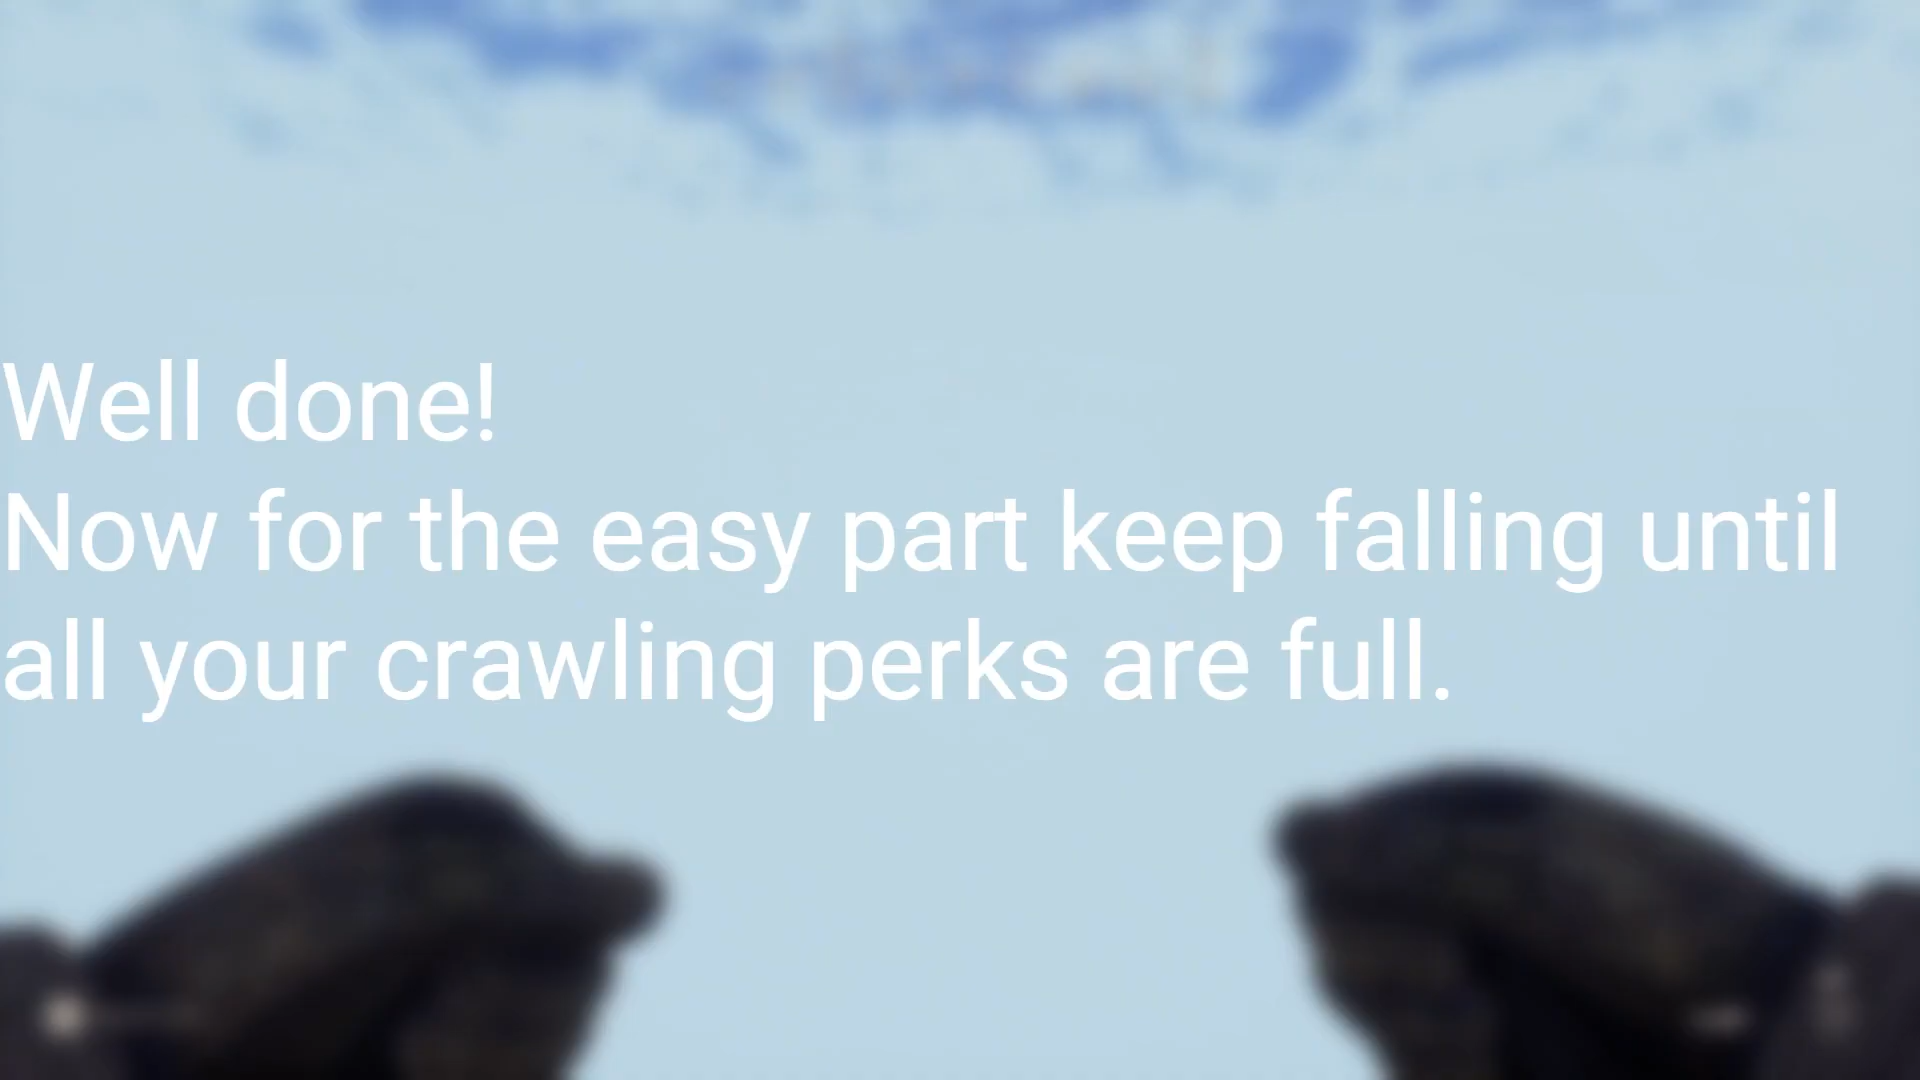 Well done!
Now for the easy part keep falling until
all your crawling perks are full.